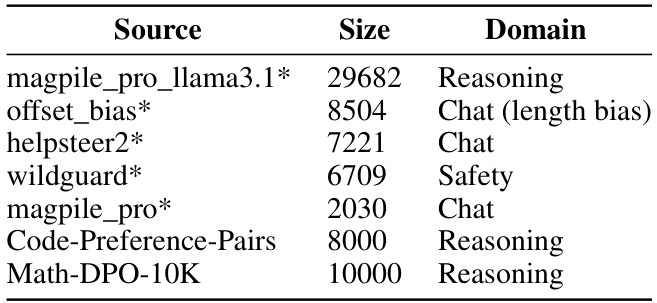 Source Size Domain
magpile_pro_llama3.1* 29682 Reasoning
offset_bias* 8504 Chat (length bias)
helpsteer2* 7221 Chat
wildguard* 6709 Safety
magpile_pro* 2030 Chat
Code-Preference-Pairs 8000 Reasoning
Math-DPO-10K 10000 Reasoning